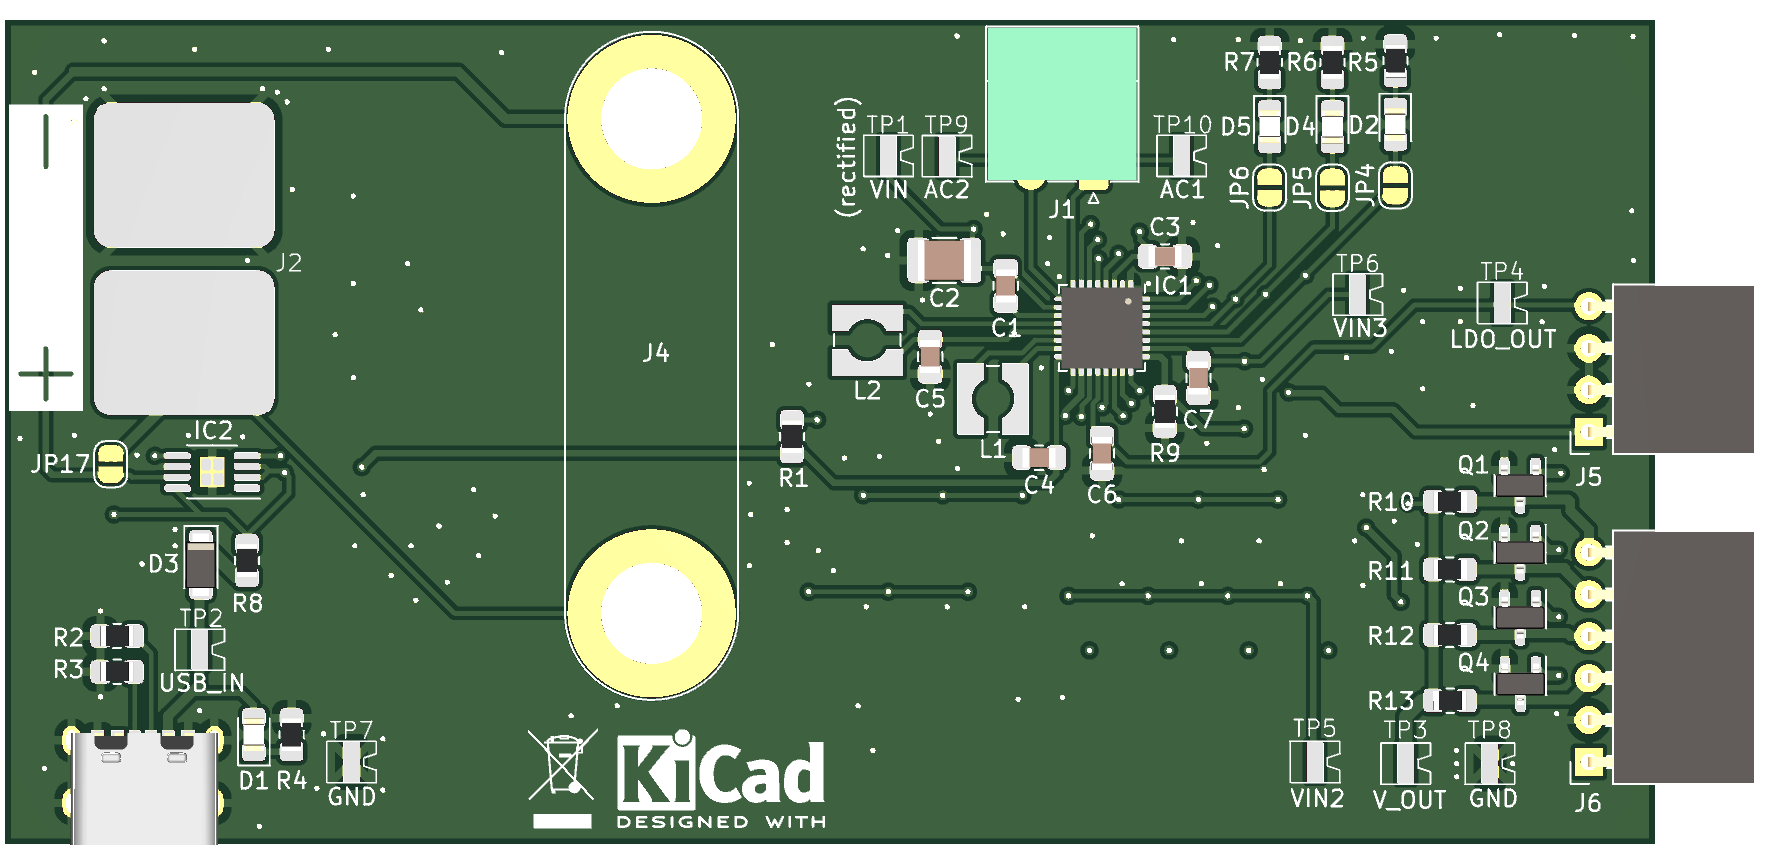 R7
R6
R5
(rectified)
TP1
TP9
TP10
D5
D4
D2
VIN
AC2
AC1
JP6
JP5
JP4
J1
C3
J2
TP6
TP4
IC1
C2
C1
VIN3
LDO_OUT
J4
L2
C5
C7
IC2
L1
R9
JP17
R1
C4
C6
Q1
J5
R10
Q2
D3
R11
R8
Q3
TP2
R2
R12
R3
Q4
USB_IN
R13
TP7
TP5
TP3
TP8
D1
R4
GND
KiCad
DESIGNED WITH
VIN2
V_OUT
GND
J6